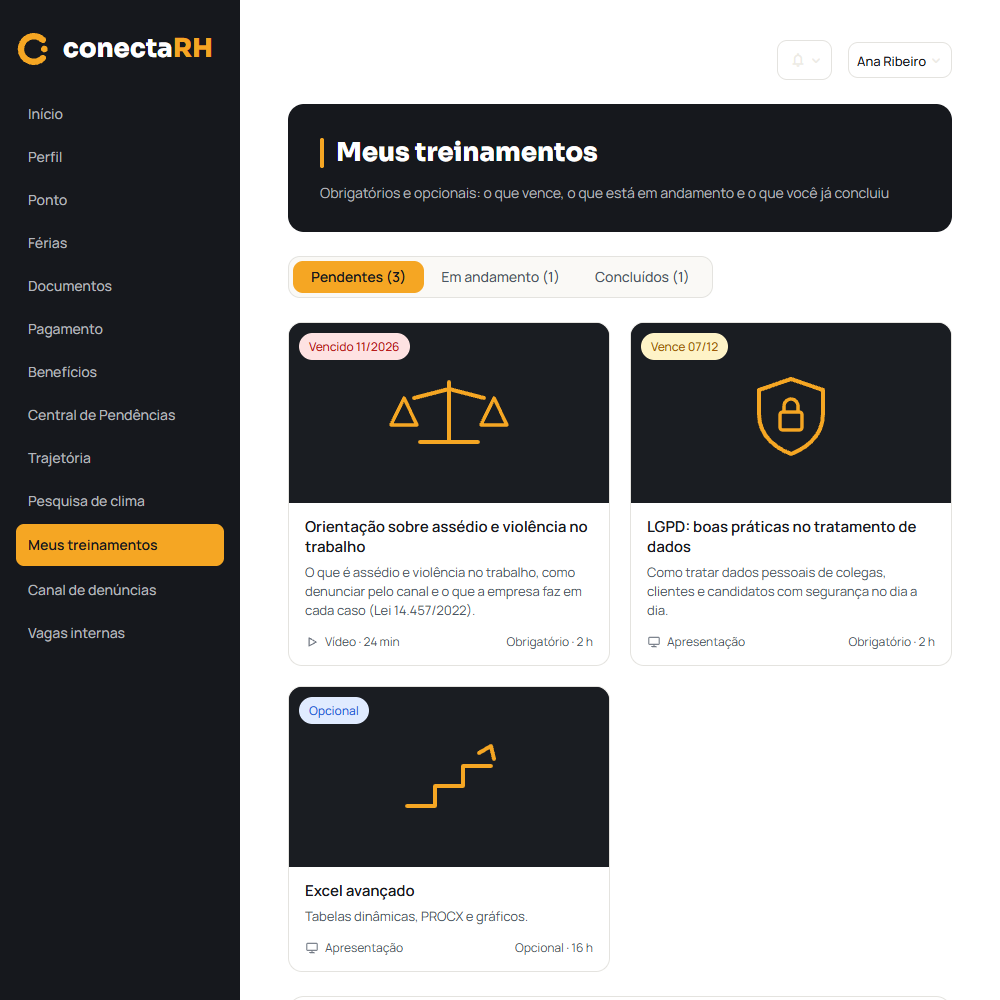 conectaRH
Início
Perfil
Ponto
Férias
Documentos
Pagamento
Benefícios
Central de Pendências
Trajetória
Pesquisa de clima
Meus treinamentos
Canal de denúncias
Vagas internas
Ana Ribeiro
Meus treinamentos
Obrigatórios e opcionais: o que vence, o que está em andamento e o que você já concluiu
Pendentes (3)
Em andamento (1)
Concluídos (1)
Vencido 11/2026
Orientação sobre assédio e violência no
trabalho
O que é assédio e violência no trabalho, como
denunciar pelo canal e o que a empresa faz em
cada caso (Lei 14.457/2022).
Vídeo · 24 min
Obrigatório · 2 h
Vence 07/12
LGPD: boas práticas no tratamento de
dados
Como tratar dados pessoais de colegas,
clientes e candidatos com segurança no dia a
dia.
Apresentação
Obrigatório · 2 h
Opcional
Excel avançado
Tabelas dinâmicas, PROCX e gráficos.
Apresentação
Opcional · 16 h